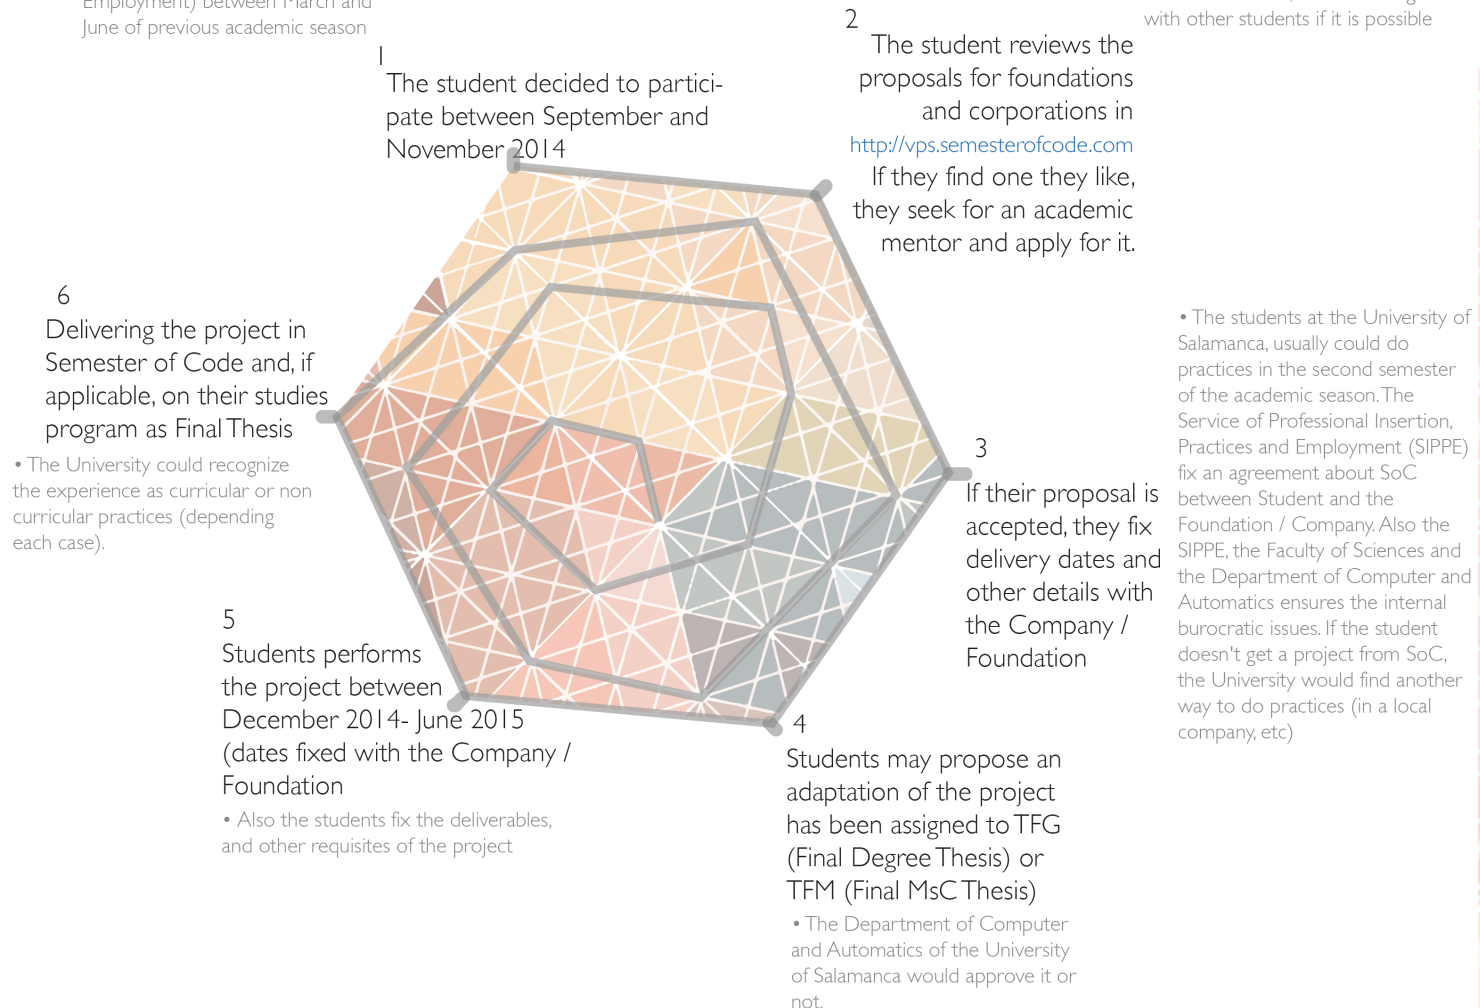 Employment) between March and
June of previous academic season
with other students if it is possible
1
The student decided to partici-
pate between September and
November 2014
2
The student reviews the
proposals for foundations
and corporations in
http://vps.semesterofcode.com
If they find one they like,
they seek for an academic
mentor and apply for it.
3
If their proposal is
accepted, they fix
delivery dates and
other details with
the Company /
Foundation
• The students at the University of
Salamanca, usually could do
practices in the second semester
of the academic season. The
Service of Professional Insertion,
Practices and Employment (SIPPE)
fix an agreement about SoC
between Student and the
Foundation / Company. Also the
SIPPE, the Faculty of Sciences and
the Department of Computer and
Automatics ensures the internal
burocratic issues. If the student
doesn't get a project from SoC,
the University would find another
way to do practices (in a local
company, etc)
4
Students may propose an
adaptation of the project
has been assigned to TFG
(Final Degree Thesis) or
TFM (Final MsC Thesis)
• The Department of Computer
and Automatics of the University
of Salamanca would approve it or
not.
5
Students performs
the project between
December 2014- June 2015
(dates fixed with the Company /
Foundation
• Also the students fix the deliverables,
and other requisites of the project
6
Delivering the project in
Semester of Code and, if
applicable, on their studies
program as Final Thesis
• The University could recognize
the experience as curricular or non
curricular practices (depending
each case).